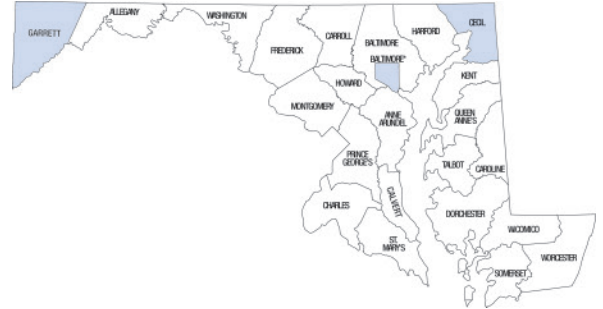 GARRETT
ALLEGANY
WASHINGTON
FREDERICK
CARROLL
BALTIMORE
HARFORD
CECIL
BALTIMORE*
HOWARD
KENT
MONTGOMERY
ANNE
ARUNDEL
QUEEN
ANNE'S
PRINCE
GEORGE'S
TALBOT
CAROLINE
CALVERT
CHARLES
DORCHESTER
ST.
MARY'S
WICOMICO
SOMERSET
WORCESTER